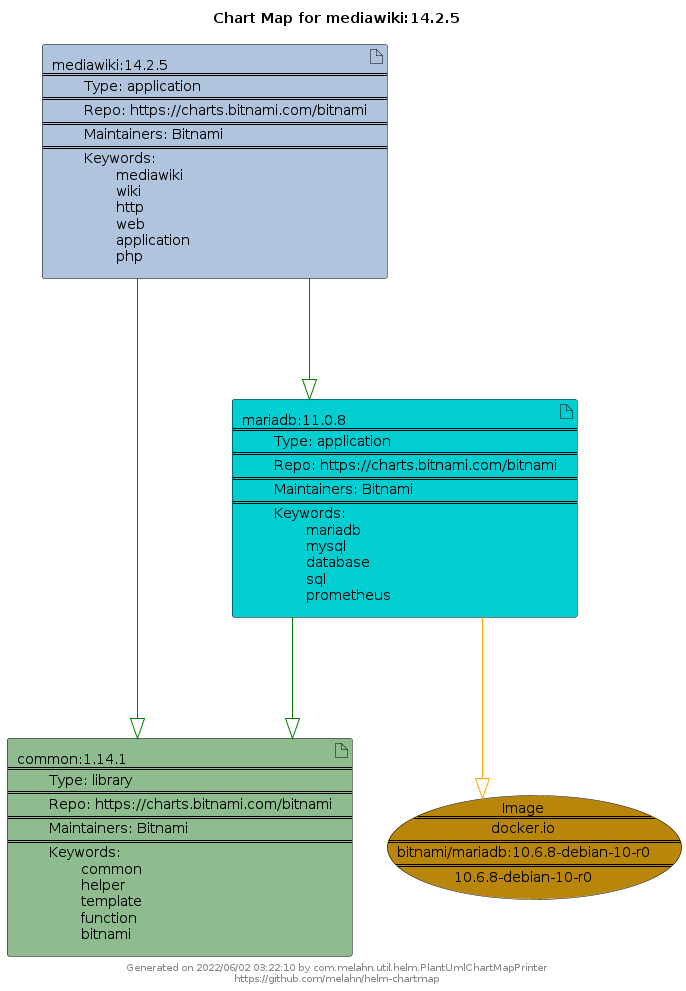 Chart Map for mediawiki:14.2.5
mediawiki:14.2.5
Type: application
Repo: https://charts.bitnami.com/bitnami
Maintainers: Bitnami
Keywords:
mediawiki
wiki
http
web
application
php
mariadb:11.0.8
Type: application
Repo: https://charts.bitnami.com/bitnami
Maintainers: Bitnami
Keywords:
mariadb
mysql
database
sql
prometheus
common:1.14.1
Type: library
Repo: https://charts.bitnami.com/bitnami
Maintainers: Bitnami
Keywords:
common
helper
template
function
bitnami
Image
docker.io
bitnami/mariadb:10.6.8-debian-10-r0
10.6.8-debian-10-r0
Generated on 2022/06/02 03:22:10 by com.melahn.util.helm.PlantUmlChartMapPrinter
https://github.com/melahn/helm-chartmap